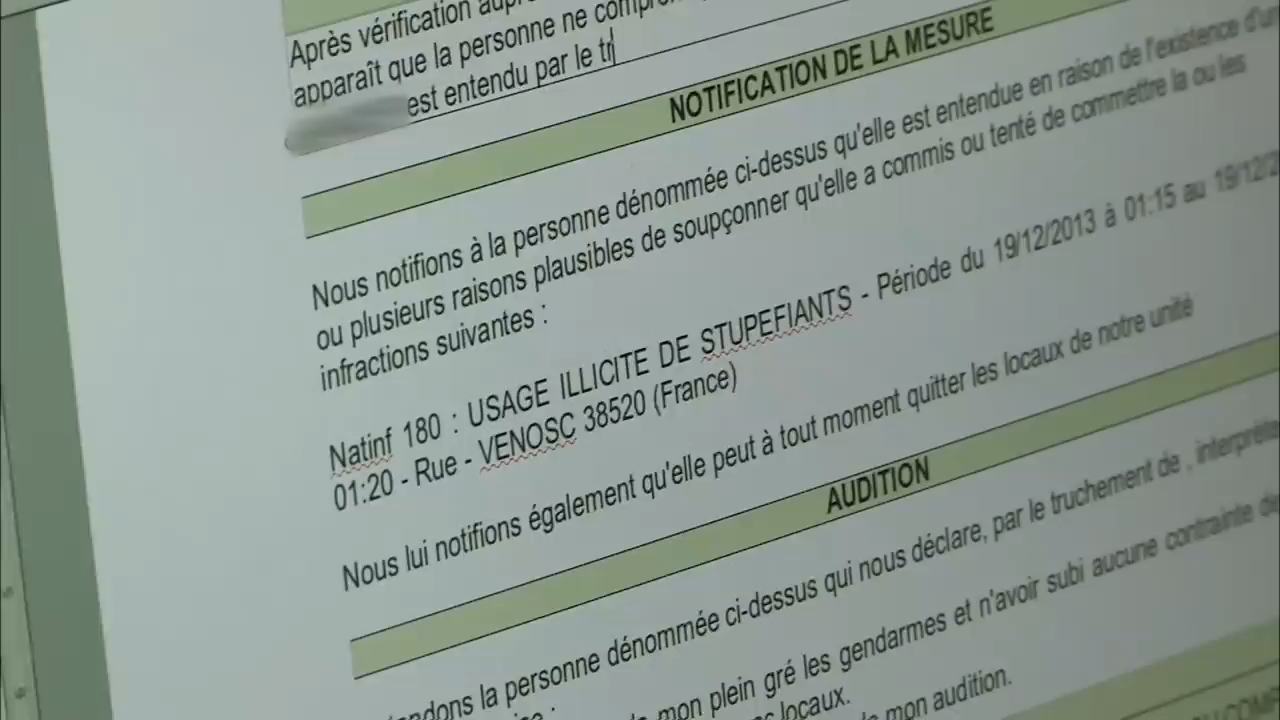 Après vérification
apparaît que la personne ne
est entendu par le tr
NOTIFICATION DE LA MESURE
Nous notifions à la personne dénommée ci-dessus qu'elle est entendue en raison de l'existence d'un
ou plusieurs raisons plausibles de soupçonner qu'elle a commis ou tenté de commettre la ou les
infractions suivantes :
Natinf 180 : USAGE ILLICITE DE STUPEFIANTS - Période du 19/12/2013 à 01:15 au 19/12/2
01:20 - Rue - VENOSC 38520 (France)
Nous lui notifions également qu'elle peut à tout moment quitter les locaux de notre unité
AUDITION
la personne dénommée ci-dessus qui nous déclare, par le truchement de , interprète
mon plein gré les gendarmes et n'avoir subi aucune contrainte
locaux.
mon audition.